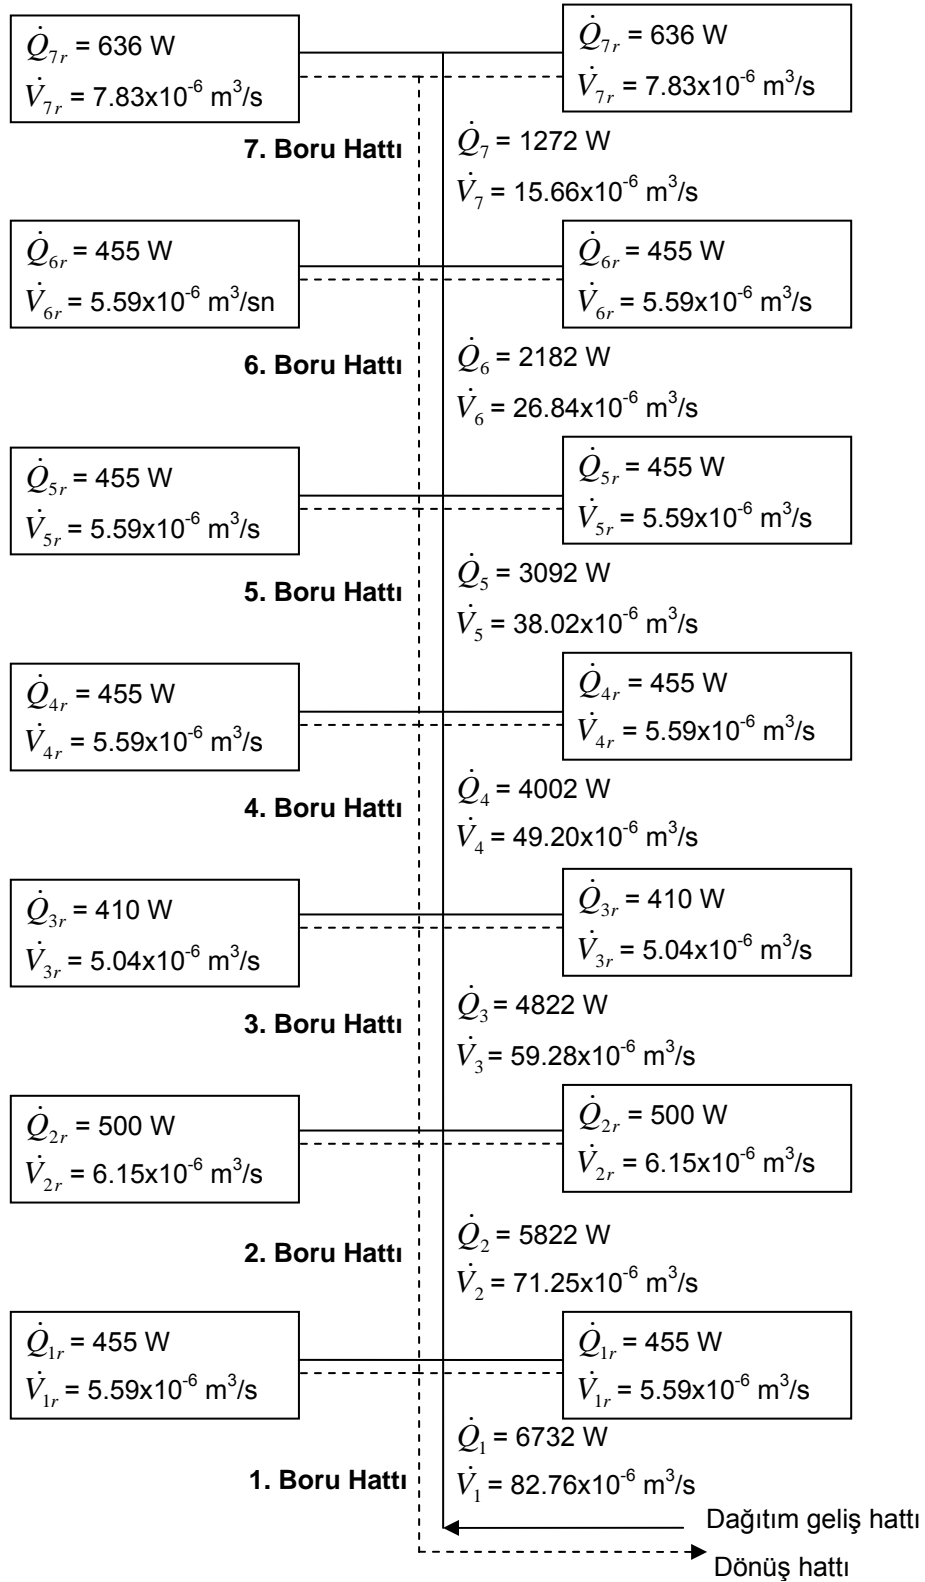 Q̇7r = 636 W
V̇7r = 7.83x10⁻⁶ m³/s
Q̇7r = 636 W
V̇7r = 7.83x10⁻⁶ m³/s
7. Boru Hattı
Q̇7 = 1272 W
V̇7 = 15.66x10⁻⁶ m³/s
Q̇6r = 455 W
V̇6r = 5.59x10⁻⁶ m³/sn
Q̇6r = 455 W
V̇6r = 5.59x10⁻⁶ m³/s
6. Boru Hattı
Q̇6 = 2182 W
V̇6 = 26.84x10⁻⁶ m³/s
Q̇5r = 455 W
V̇5r = 5.59x10⁻⁶ m³/s
Q̇5r = 455 W
V̇5r = 5.59x10⁻⁶ m³/s
5. Boru Hattı
Q̇5 = 3092 W
V̇5 = 38.02x10⁻⁶ m³/s
Q̇4r = 455 W
V̇4r = 5.59x10⁻⁶ m³/s
Q̇4r = 455 W
V̇4r = 5.59x10⁻⁶ m³/s
4. Boru Hattı
Q̇4 = 4002 W
V̇4 = 49.20x10⁻⁶ m³/s
Q̇3r = 410 W
V̇3r = 5.04x10⁻⁶ m³/s
Q̇3r = 410 W
V̇3r = 5.04x10⁻⁶ m³/s
3. Boru Hattı
Q̇3 = 4822 W
V̇3 = 59.28x10⁻⁶ m³/s
Q̇2r = 500 W
V̇2r = 6.15x10⁻⁶ m³/s
Q̇2r = 500 W
V̇2r = 6.15x10⁻⁶ m³/s
2. Boru Hattı
Q̇2 = 5822 W
V̇2 = 71.25x10⁻⁶ m³/s
Q̇1r = 455 W
V̇1r = 5.59x10⁻⁶ m³/s
Q̇1r = 455 W
V̇1r = 5.59x10⁻⁶ m³/s
1. Boru Hattı
Q̇1 = 6732 W
V̇1 = 82.76x10⁻⁶ m³/s
Dağıtım geliş hattı
Dönüş hattı